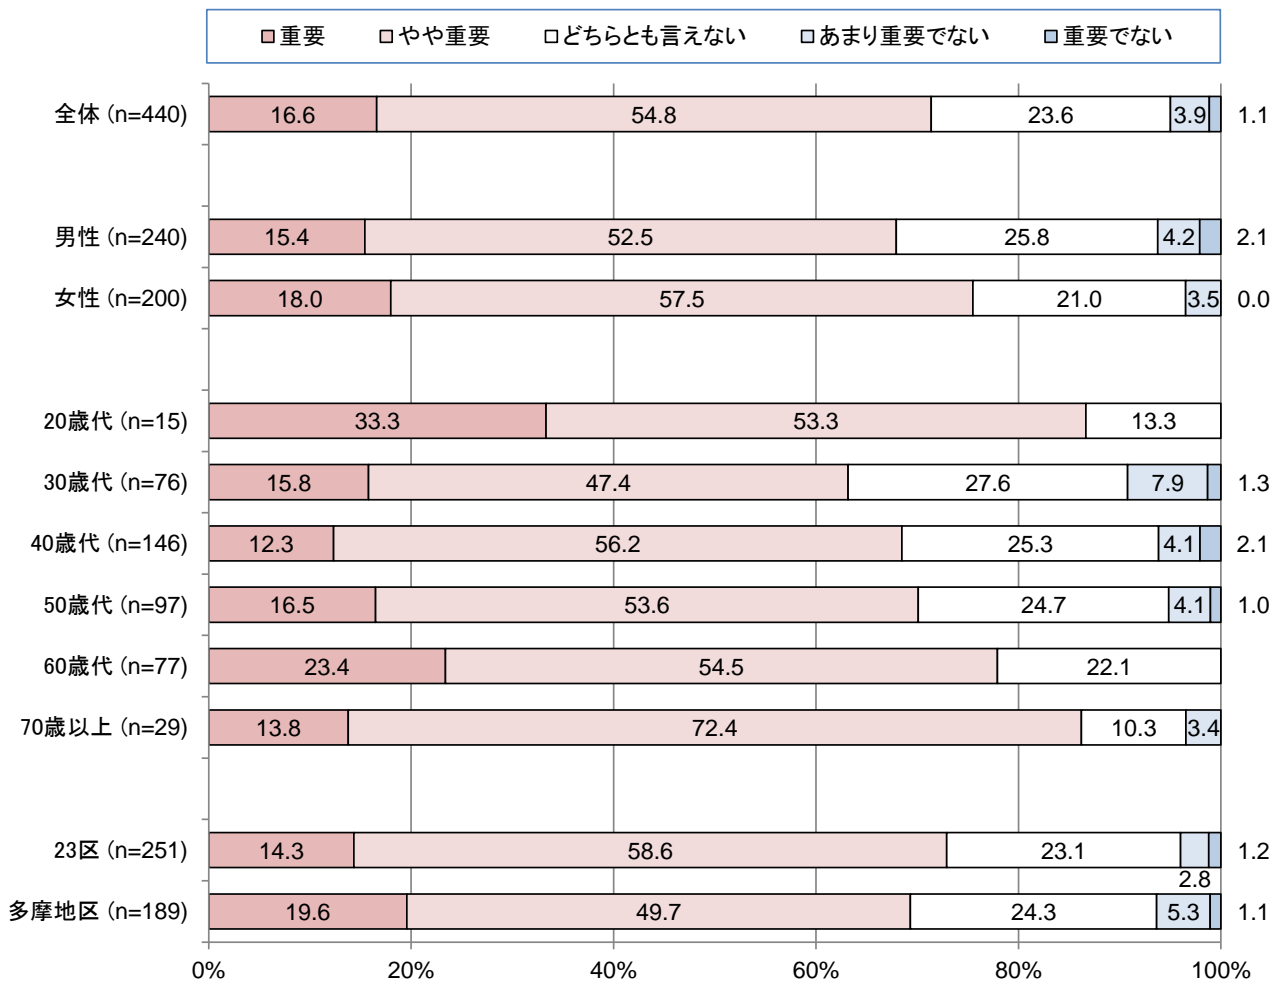 重要 やや重要 どちらとも言えない あまり重要でない 重要でない
全体 (n=440) 16.6 54.8 23.6 3.9 1.1
男性 (n=240) 15.4 52.5 25.8 4.2 2.1
女性 (n=200) 18.0 57.5 21.0 3.5 0.0
20歳代 (n=15) 33.3 53.3 13.3
30歳代 (n=76) 15.8 47.4 27.6 7.9 1.3
40歳代 (n=146) 12.3 56.2 25.3 4.1 2.1
50歳代 (n=97) 16.5 53.6 24.7 4.1 1.0
60歳代 (n=77) 23.4 54.5 22.1
70歳以上 (n=29) 13.8 72.4 10.3 3.4
23区 (n=251) 14.3 58.6 23.1 1.2
2.8
多摩地区 (n=189) 19.6 49.7 24.3 5.3 1.1
0% 20% 40% 60% 80% 100%